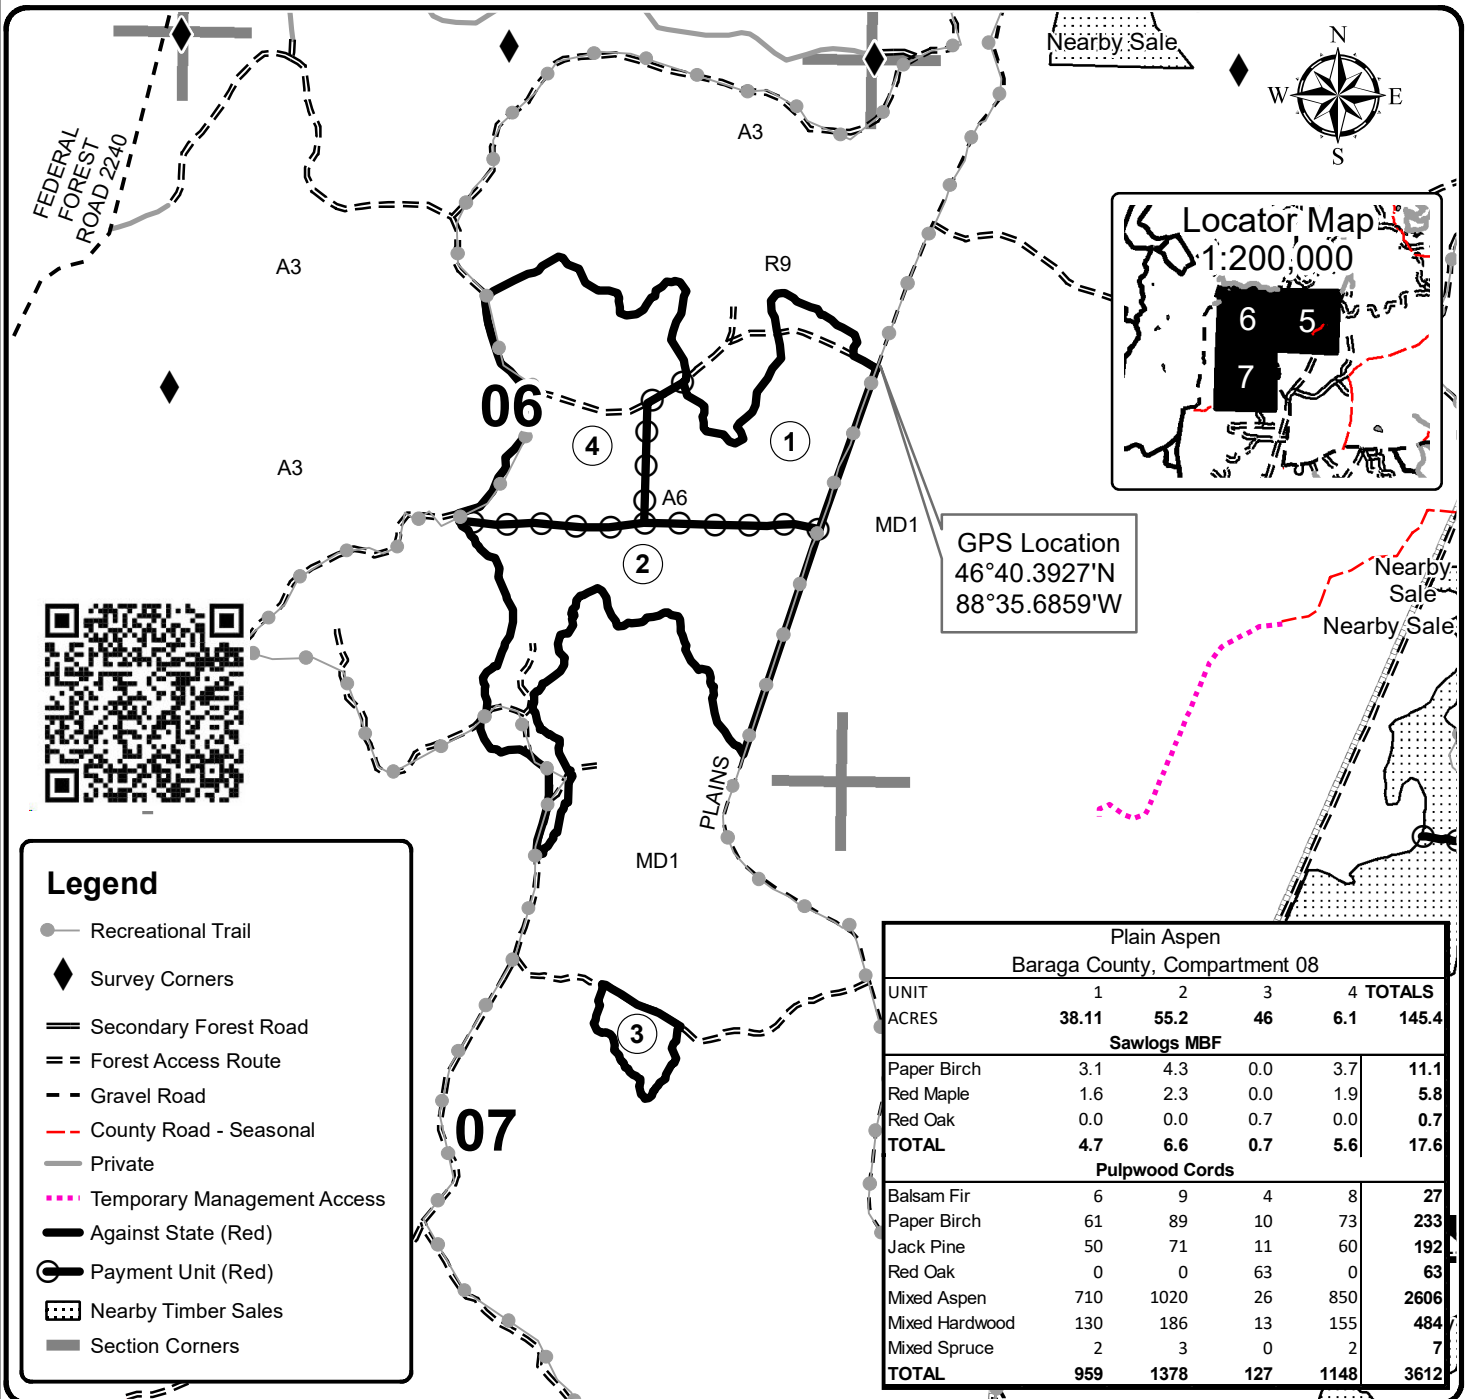 Nearby Sale
N
W
E
S
A3
FEDERAL
FOREST
ROAD 2240
Locator Map
1:200,000
6
5
7
R9
A3
06
4
1
A3
A6
MD1
2
GPS Location
46°40.3927'N
88°35.6859'W
Nearby
Sale
Nearby Sale
PLAINS
MD1
3
07
Legend
Recreational Trail
Survey Corners
Secondary Forest Road
Forest Access Route
Gravel Road
County Road - Seasonal
Private
Temporary Management Access
Against State (Red)
Payment Unit (Red)
Nearby Timber Sales
Section Corners
Plain Aspen
Baraga County, Compartment 08
UNIT 1 2 3 4 TOTALS
ACRES 38.11 55.2 46 6.1 145.4
Sawlogs MBF
Paper Birch 3.1 4.3 0.0 3.7 11.1
Red Maple 1.6 2.3 0.0 1.9 5.8
Red Oak 0.0 0.0 0.7 0.0 0.7
TOTAL 4.7 6.6 0.7 5.6 17.6
Pulpwood Cords
Balsam Fir 6 9 4 8 27
Paper Birch 61 89 10 73 233
Jack Pine 50 71 11 60 192
Red Oak 0 0 63 0 63
Mixed Aspen 710 1020 26 850 2606
Mixed Hardwood 130 186 13 155 484
Mixed Spruce 2 3 0 2 7
TOTAL 959 1378 127 1148 3612